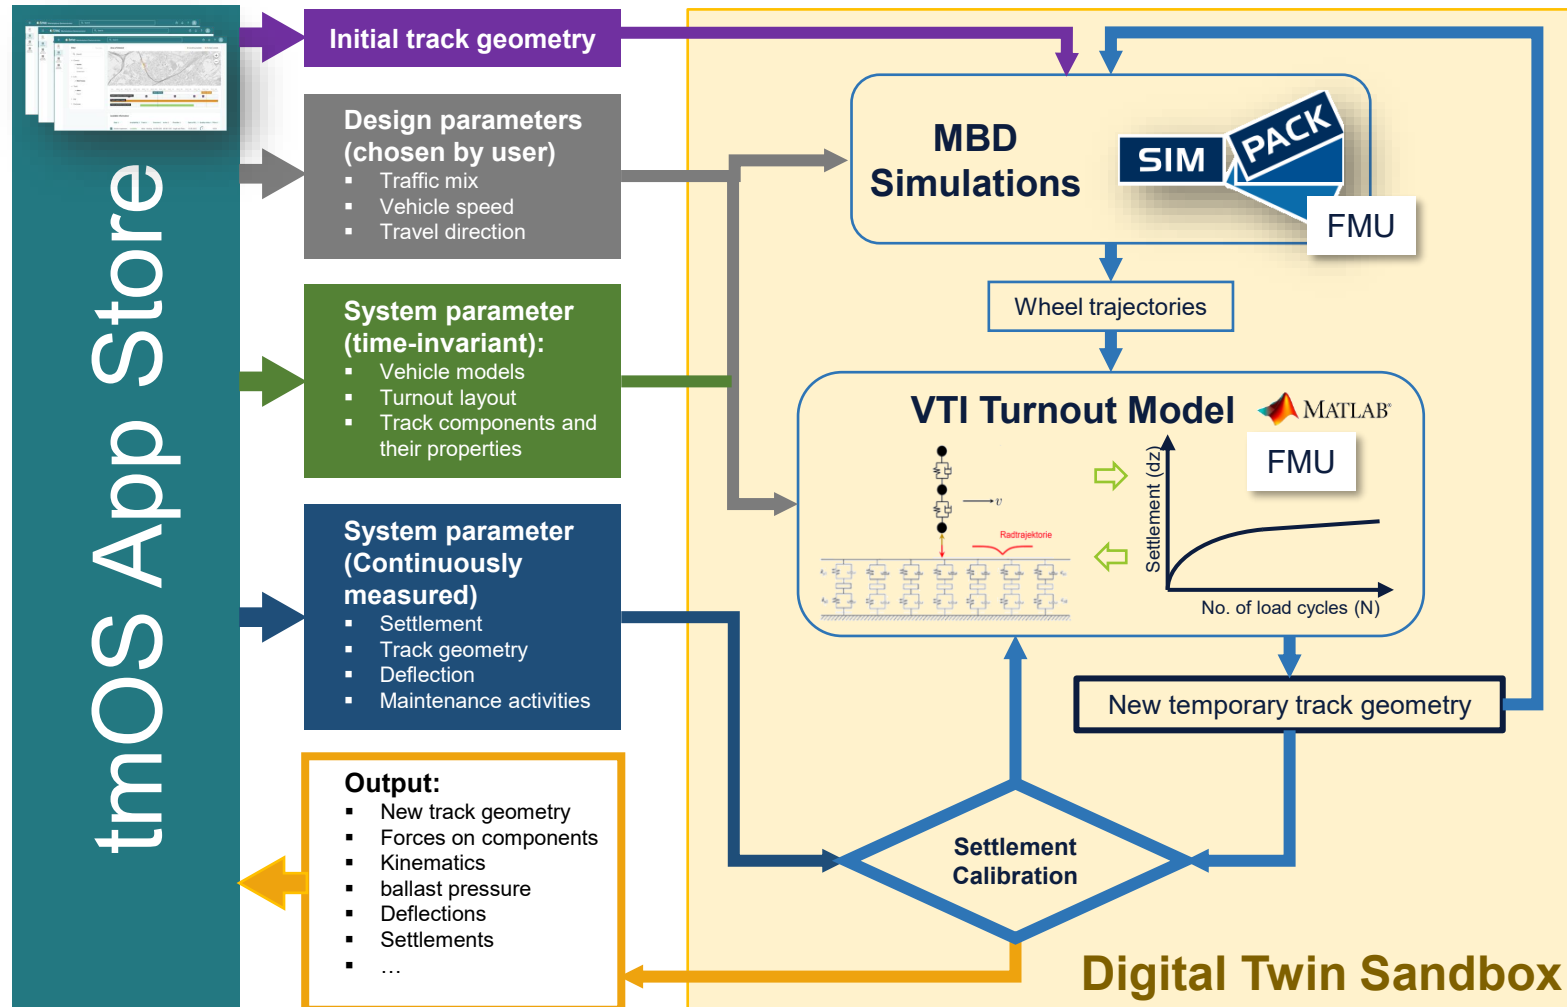 tmOS App Store
Initial track geometry
Design parameters
(chosen by user)
▪ Traffic mix
▪ Vehicle speed
▪ Travel direction
System parameter
(time-invariant):
▪ Vehicle models
▪ Turnout layout
▪ Track components and
their properties
System parameter
(Continuously
measured)
▪ Settlement
▪ Track geometry
▪ Deflection
▪ Maintenance activities
Output:
▪ New track geometry
▪ Forces on components
▪ Kinematics
▪ ballast pressure
▪ Deflections
▪ Settlements
▪ …
MBD
Simulations
SIM
PACK
FMU
Wheel trajectories
VTI Turnout Model
MATLAB®
FMU
v
Radtrajektorie
Settlement (dz)
No. of load cycles (N)
New temporary track geometry
Settlement
Calibration
Digital Twin Sandbox